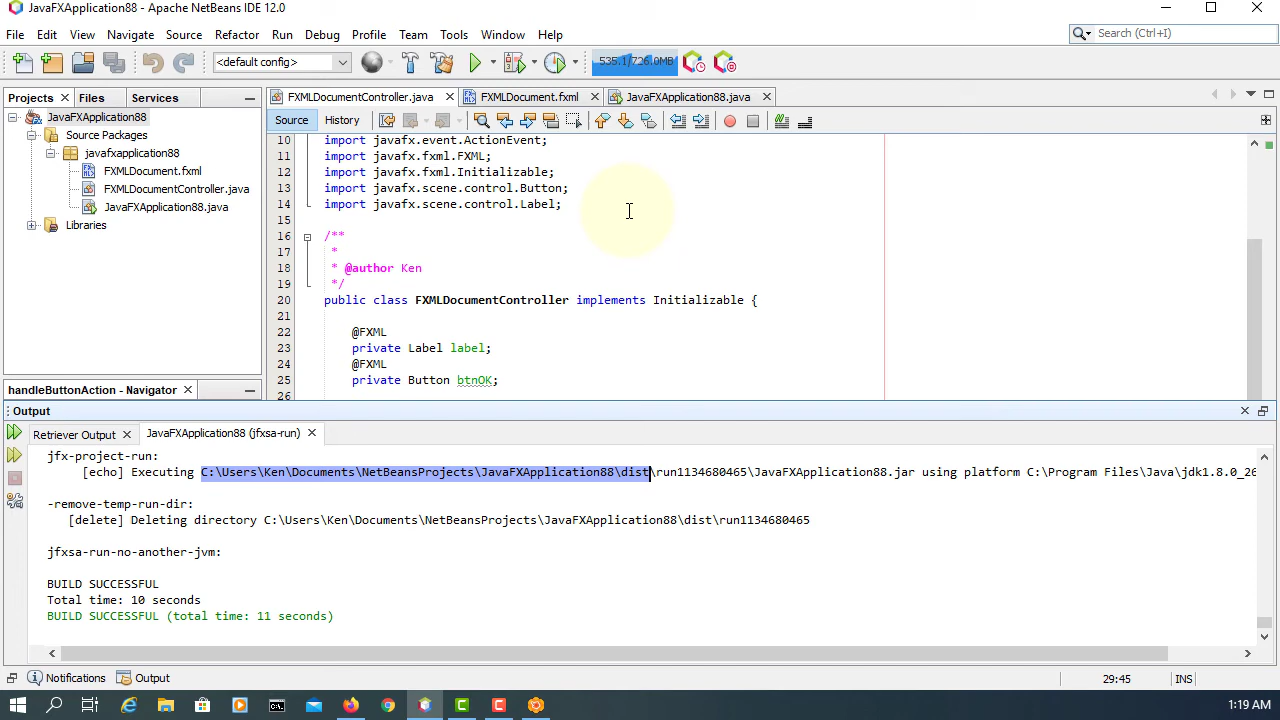 JavaFXApplication88 - Apache NetBeans IDE 12.0
File Edit View Navigate Source Refactor Run Debug Profile Team Tools Window Help
Search (Ctrl+I)
<default config>
535.1/726.0MB
Projects Files Services
FXMLDocumentController.java FXMLDocument.fxml JavaFXApplication88.java
JavaFXApplication88
Source Packages
javafxapplication88
FXMLDocument.fxml
FXMLDocumentController.java
JavaFXApplication88.java
Libraries
handleButtonAction - Navigator
Source History
10 import javafx.event.ActionEvent;
11 import javafx.fxml.FXML;
12 import javafx.fxml.Initializable;
13 import javafx.scene.control.Button;
14 import javafx.scene.control.Label;
15
16 /**
17 *
18 * @author Ken
19 */
20 public class FXMLDocumentController implements Initializable {
21
22 @FXML
23 private Label label;
24 @FXML
25 private Button btnOK;
26
Output
Retriever Output JavaFXApplication88 (jfxsa-run)
jfx-project-run:
[echo] Executing C:\Users\Ken\Documents\NetBeansProjects\JavaFXApplication88\dist\run1134680465\JavaFXApplication88.jar using platform C:\Program Files\Java\jdk1.8.0_26
-remove-temp-run-dir:
[delete] Deleting directory C:\Users\Ken\Documents\NetBeansProjects\JavaFXApplication88\dist\run1134680465
jfxsa-run-no-another-jvm:
BUILD SUCCESSFUL
Total time: 10 seconds
BUILD SUCCESSFUL (total time: 11 seconds)
Notifications Output
29:45 INS
1:19 AM